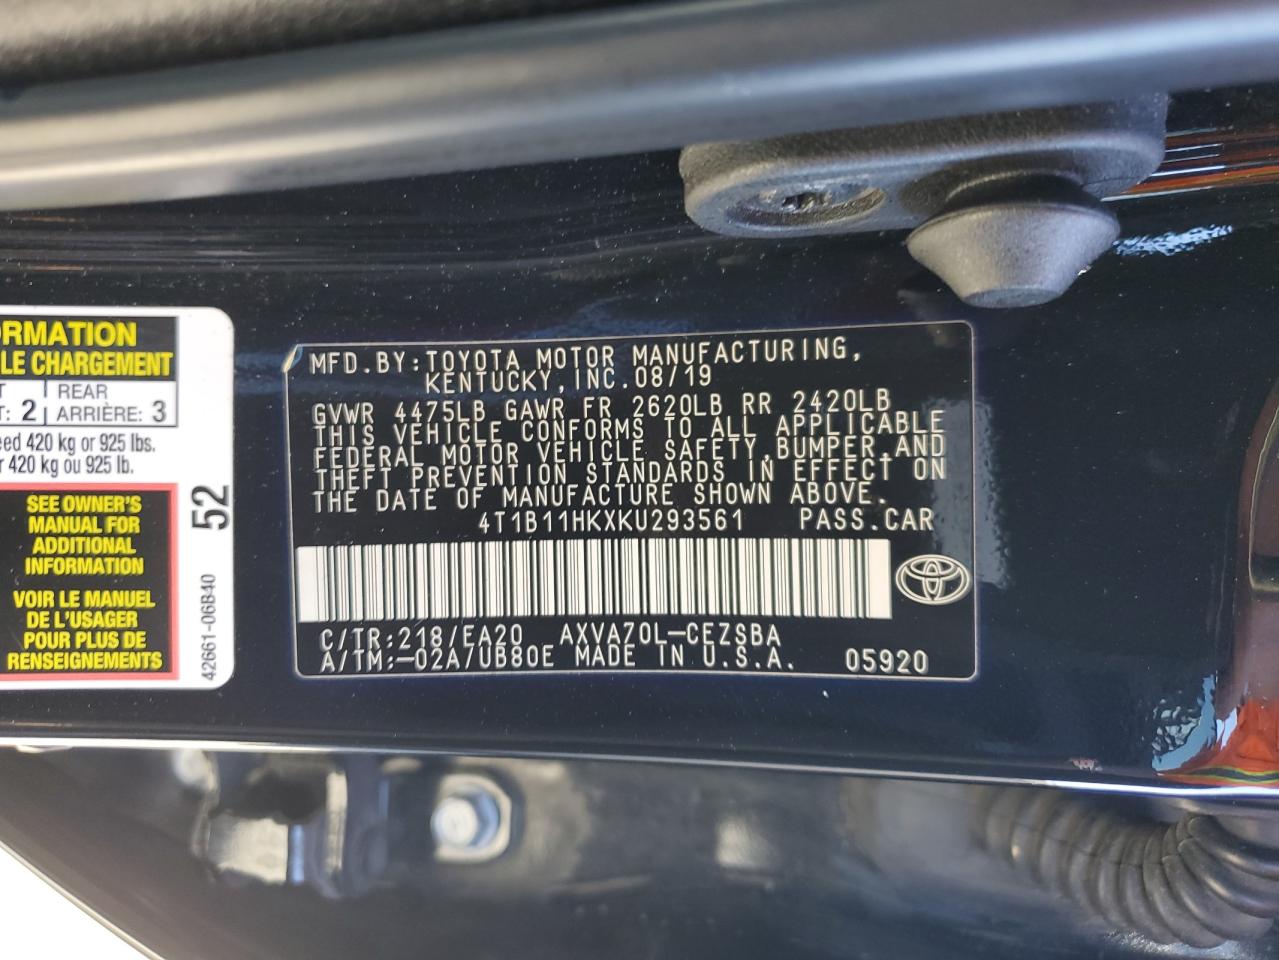 RMATION
LE CHARGEMENT
T : 2 REAR
ARRIÈRE: 3
eed 420 kg or 925 lbs.
420 kg ou 925 lb.
SEE OWNER'S
MANUAL FOR
ADDITIONAL
INFORMATION
VOIR LE MANUEL
DE L'USAGER
POUR PLUS DE
RENSEIGNEMENTS
52
42661-06B40
MFD.BY:TOYOTA MOTOR MANUFACTURING,
KENTUCKY,INC.08/19
GVWR 4475LB GAWR FR 2620LB RR 2420LB
THIS VEHICLE CONFORMS TO ALL APPLICABLE
FEDERAL MOTOR VEHICLE SAFETY,BUMPER,AND
THEFT PREVENTION STANDARDS IN EFFECT ON
THE DATE OF MANUFACTURE SHOWN ABOVE.
4T1B11HKXKU293561 PASS.CAR
C/TR:218/EA20 AXVA70L-CEZSBA
A/TM:-02A/UB80E MADE IN U.S.A. 05920